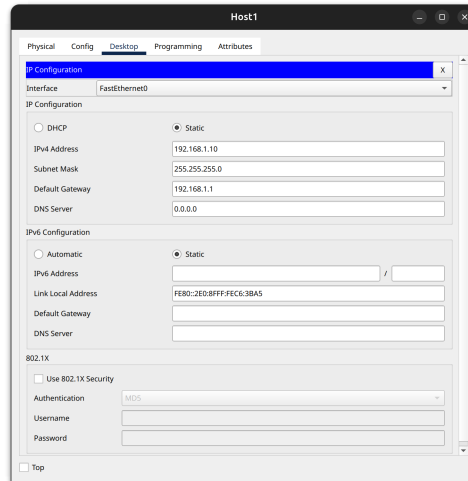 Host1
Physical Config Desktop Programming Attributes
IP Configuration X
Interface FastEthernet0
IP Configuration
DHCP Static
IPv4 Address 192.168.1.10
Subnet Mask 255.255.255.0
Default Gateway 192.168.1.1
DNS Server 0.0.0.0
IPv6 Configuration
Automatic Static
IPv6 Address /
Link Local Address FE80::2E0:8FFF:FEC6:3BA5
Default Gateway
DNS Server
802.1X
Use 802.1X Security
Authentication MD5
Username
Password
Top